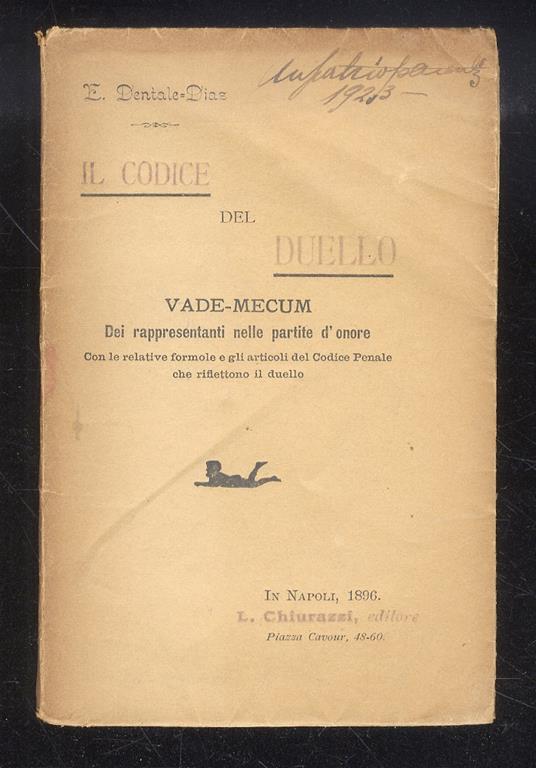 E. Dentale=Diaz
1923
IL CODICE
DEL
DUELLO
VADE-MECUM
Dei rappresentanti nelle partite d'onore
Con le relative formole e gli articoli del Codice Penale
che riflettono il duello
In Napoli, 1896.
L. Chiurazzi, editore
Piazza Cavour, 48-60.